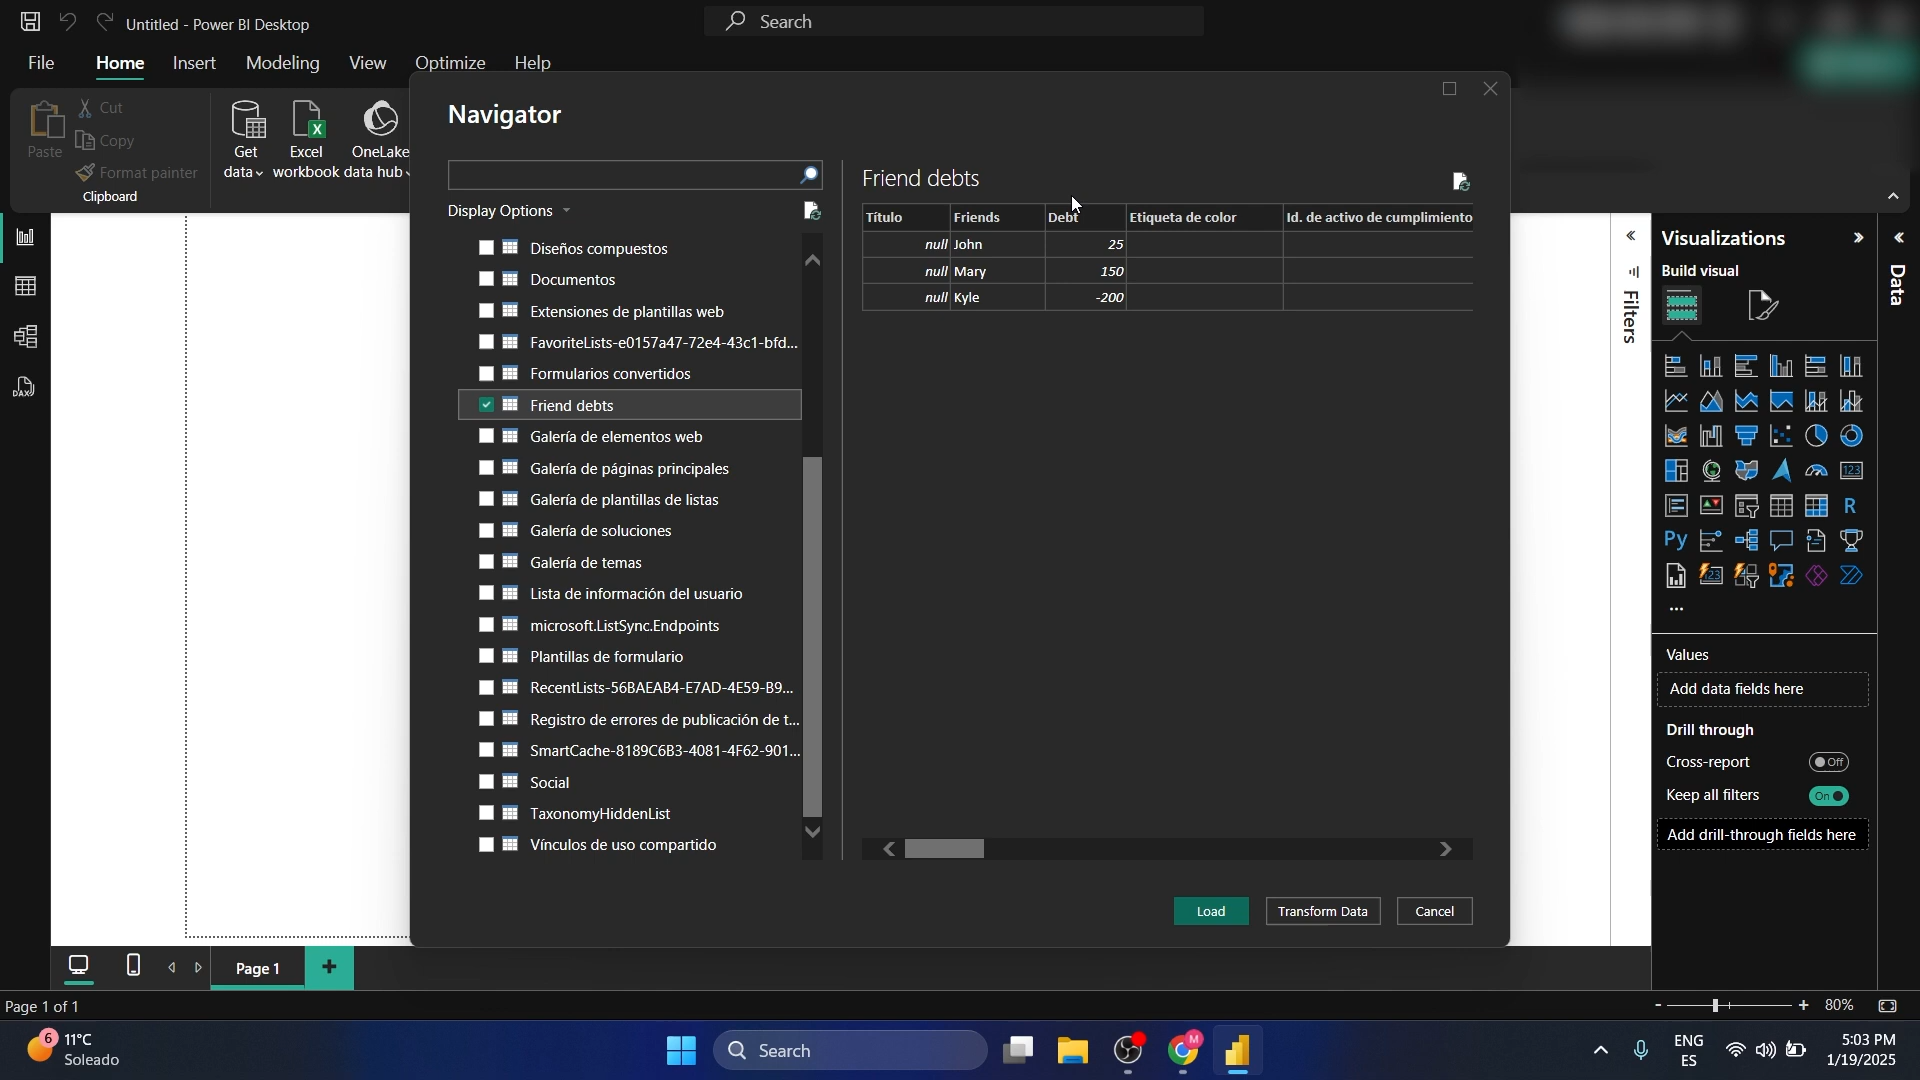 Untitled - Power BI Desktop
Search
File
Home
Insert
Modeling
View
Optimize
Help
Paste
Cut
Copy
Format painter
Clipboard
Get
data
Excel
workbook
OneLake
data hub
Navigator
Display Options
Diseños compuestos
Documentos
Extensiones de plantillas web
FavoriteLists-e0157a47-72e4-43c1-bfd...
Formularios convertidos
Friend debts
Galería de elementos web
Galería de páginas principales
Galería de plantillas de listas
Galería de soluciones
Galería de temas
Lista de información del usuario
microsoft.ListSync.Endpoints
Plantillas de formulario
RecentLists-56BAEAB4-E7AD-4E59-B9...
Registro de errores de publicación de t...
SmartCache-8189C6B3-4081-4F62-901...
Social
TaxonomyHiddenList
Vínculos de uso compartido
Friend debts
Título Friends Debt Etiqueta de color Id. de activo de cumplimiento
null John 25
null Mary 150
null Kyle -200
Load
Transform Data
Cancel
Filters
Visualizations
Build visual
123
R
Py
123
Values
Add data fields here
Drill through
Cross-report
Off
Keep all filters
On
Add drill-through fields here
Data
DAX
Page 1
Page 1 of 1
- + 80%
6
11°C
Soleado
Search
M
ENG
ES
5:03 PM
1/19/2025